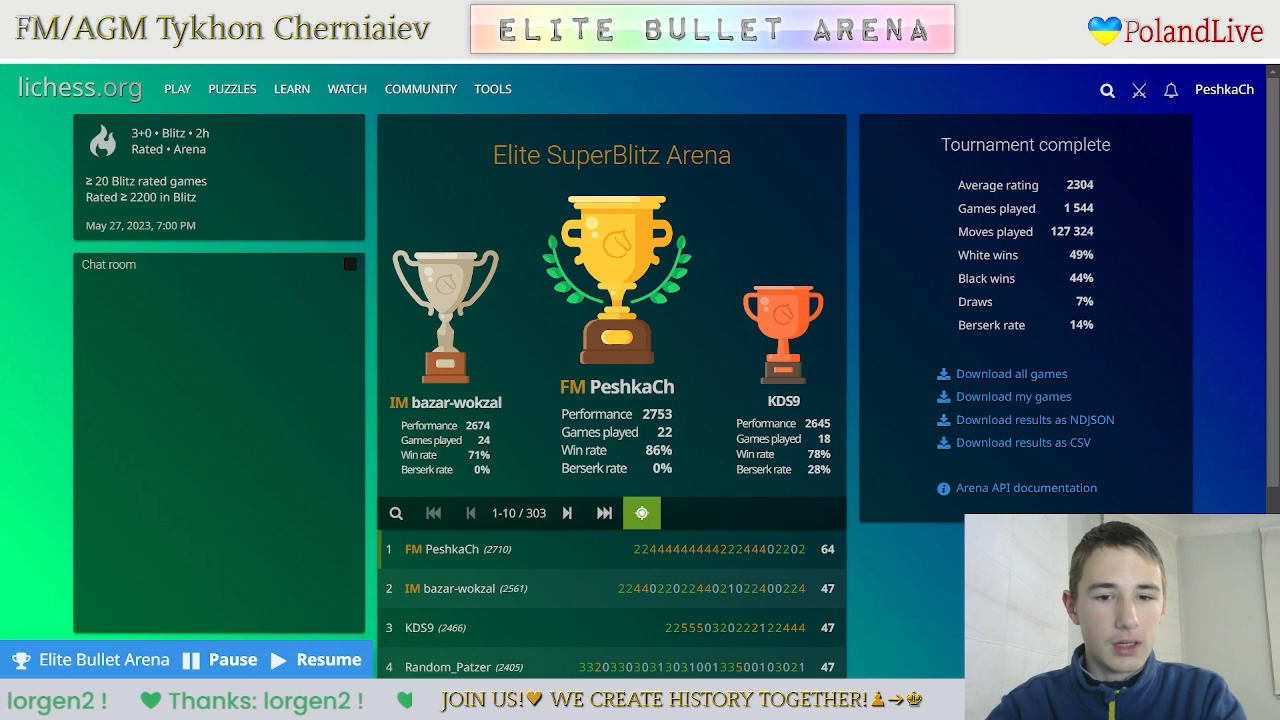 FM/AGM Tykhon Cherniaiev
ELITE BULLET ARENA
PolandLive
lichess.org
PLAY PUZZLES LEARN WATCH COMMUNITY TOOLS
PeshkaCh
3+0 • Blitz • 2h
Rated • Arena
≥ 20 Blitz rated games
Rated ≥ 2200 in Blitz
May 27, 2023, 7:00 PM
Chat room
Elite SuperBlitz Arena
IM bazar-wokzal
Performance 2674
Games played 24
Win rate 71%
Berserk rate 0%
FM PeshkaCh
Performance 2753
Games played 22
Win rate 86%
Berserk rate 0%
KDS9
Performance 2645
Games played 18
Win rate 78%
Berserk rate 28%
1-10 / 303
1 FM PeshkaCh (2710) 2244444444422244402202 64
2 IM bazar-wokzal (2561) 224402202244021022400224 47
3 KDS9 (2466) 225550320222122444 47
4 Random_Patzer (2405) 33203303031303100133500103021 47
Tournament complete
Average rating 2304
Games played 1 544
Moves played 127 324
White wins 49%
Black wins 44%
Draws 7%
Berserk rate 14%
Download all games
Download my games
Download results as NDJSON
Download results as CSV
Arena API documentation
Elite Bullet Arena Pause Resume
lorgen2 ! Thanks: lorgen2 !
JOIN US! WE CREATE HISTORY TOGETHER!